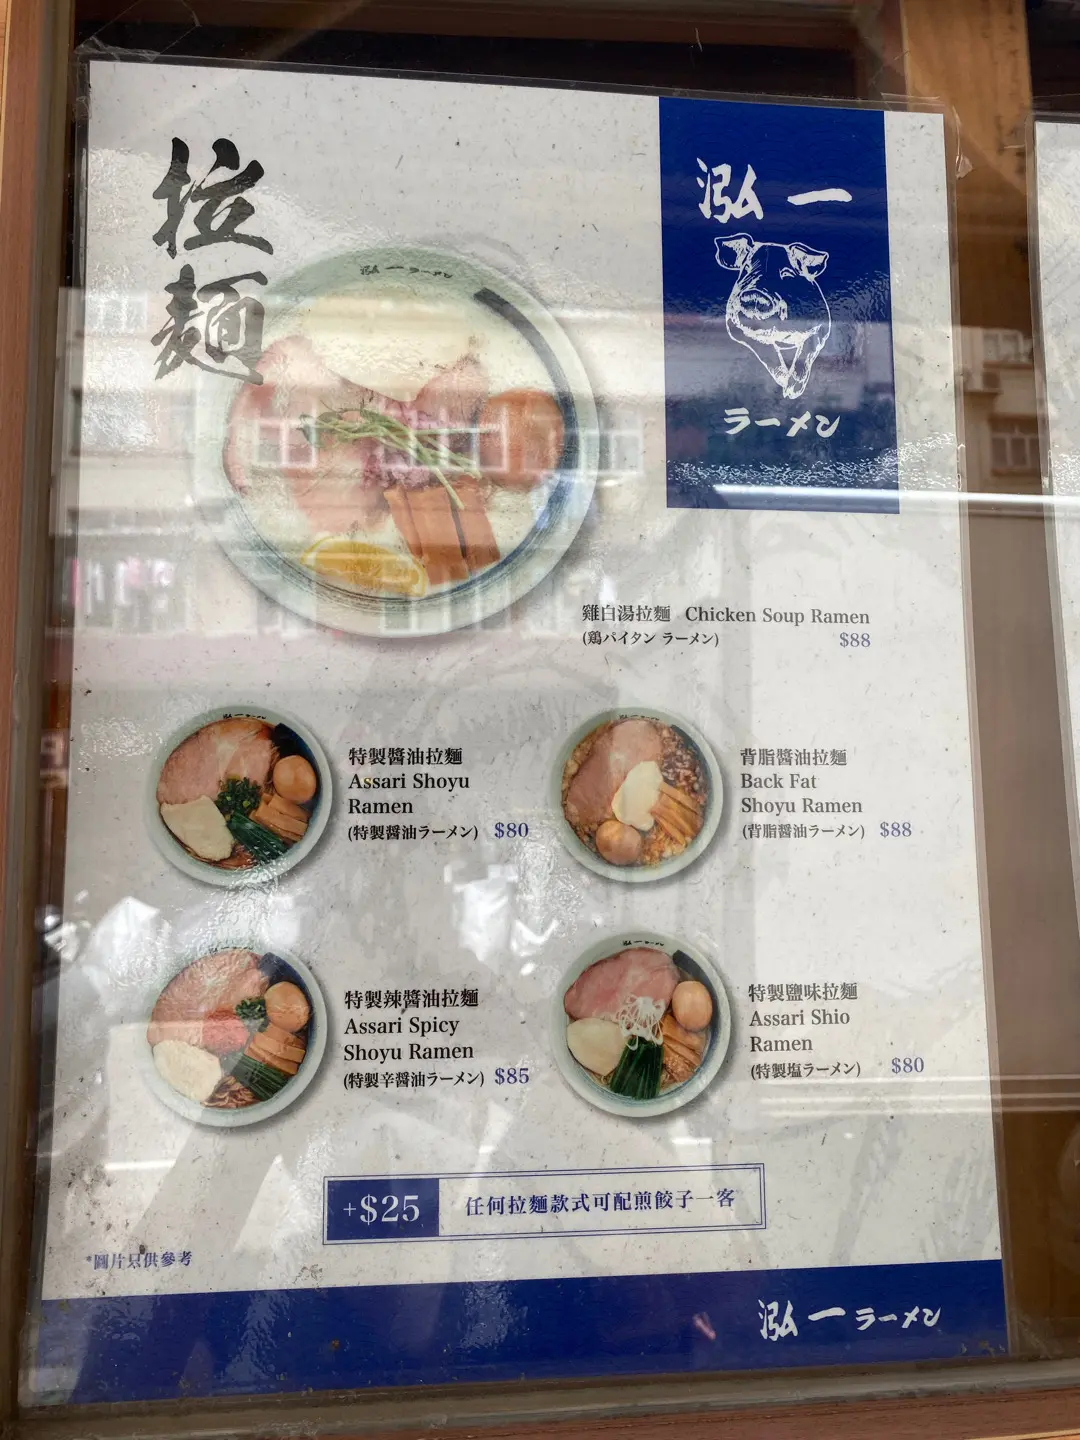 拉麵
泓一
ラーメン
泓一ラーメン
雞白湯拉麵 Chicken Soup Ramen
(鶏パイタン ラーメン) $88
特製醬油拉麵
Assari Shoyu
Ramen
(特製醤油ラーメン) $80
背脂醬油拉麵
Back Fat
Shoyu Ramen
(背脂醤油ラーメン) $88
特製辣醬油拉麵
Assari Spicy
Shoyu Ramen
(特製辛醤油ラーメン) $85
特製鹽味拉麵
Assari Shio
Ramen
(特製塩ラーメン) $80
+$25 任何拉麵款式可配煎餃子一客
*圖片只供參考
泓一ラーメン